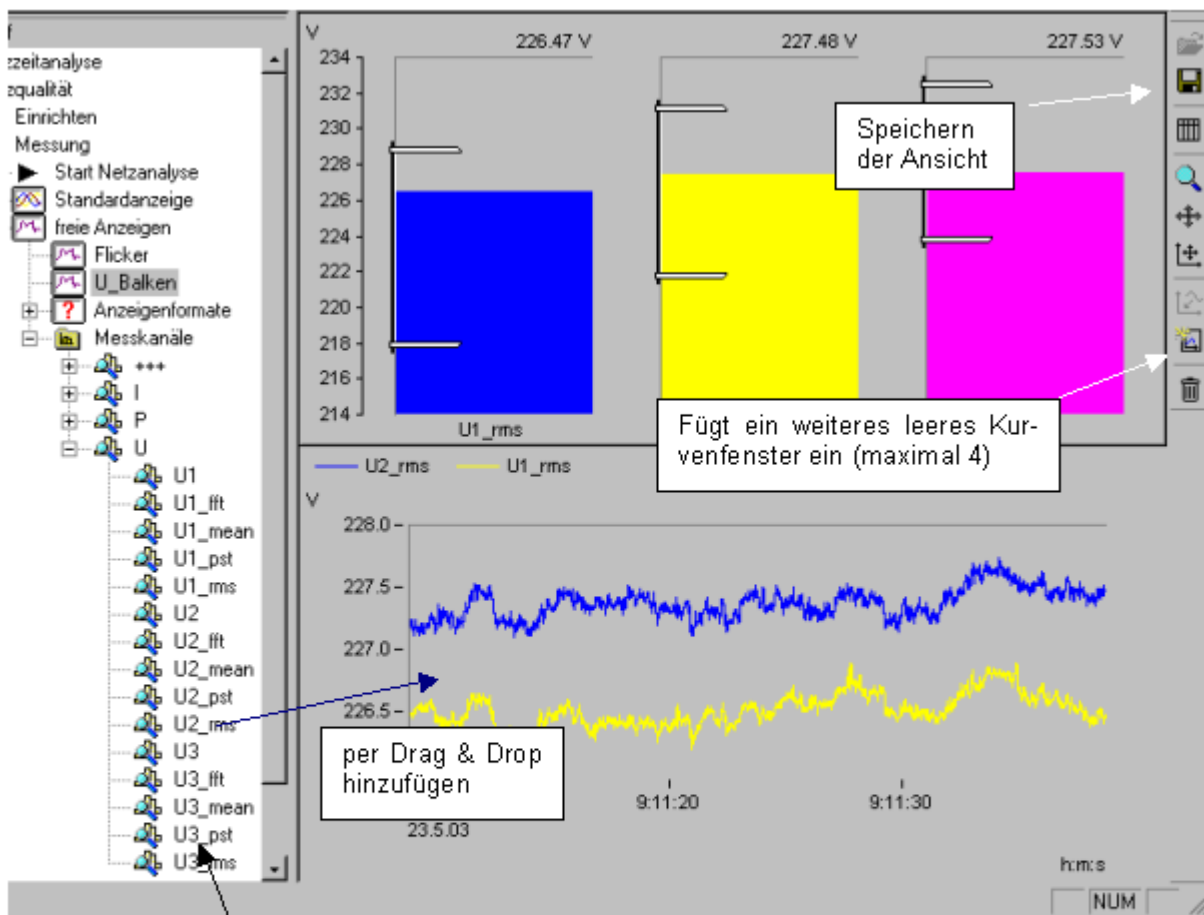 zzeitanalyse
zqualität
Einrichten
Messung
Start Netzanalyse
Standardanzeige
freie Anzeigen
Flicker
U_Balken
Anzeigenformate
Messkanäle
+++
I
P
U
U1
U1_fft
U1_mean
U1_pst
U1_rms
U2
U2_fft
U2_mean
U2_pst
U2_rms
U3
U3_fft
U3_mean
U3_pst
U3_rms
V
226.47 V
227.48 V
227.53 V
234
232
230
228
226
224
222
220
218
216
214
U1_rms
Speichern
der Ansicht
Fügt ein weiteres leeres Kur-
venfenster ein (maximal 4)
U2_rms
U1_rms
V
228.0
227.5
227.0
226.5
per Drag & Drop
hinzufügen
9:11:20
9:11:30
23.5.03
h:m:s
NUM